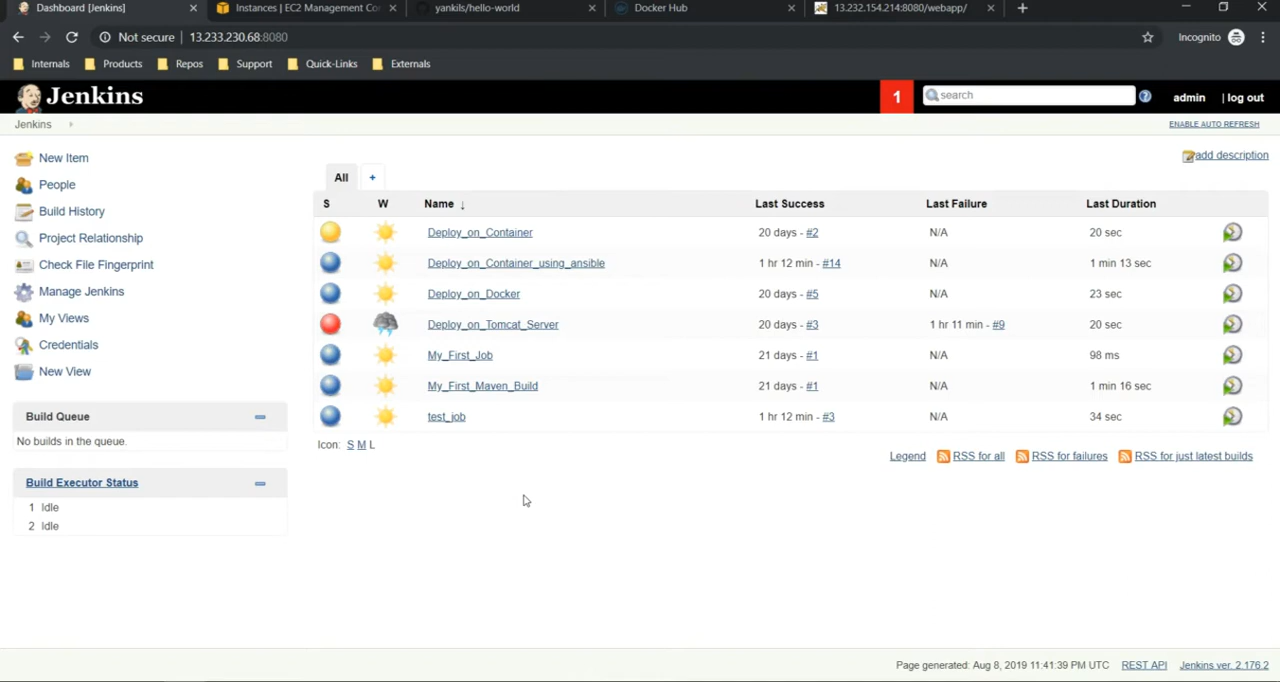 Dashboard [Jenkins] Instances | EC2 Management Co yankils/hello-world Docker Hub 13.232.154.214:8080/webapp/
Not secure | 13.233.230.68:8080 Incognito
Internals Products Repos Support Quick-Links Externals
Jenkins 1 search admin | log out
Jenkins ENABLE AUTO REFRESH
New Item
People
Build History
Project Relationship
Check File Fingerprint
Manage Jenkins
My Views
Credentials
New View
Build Queue
No builds in the queue.
Build Executor Status
1 Idle
2 Idle
add description
All +
S W Name ↓ Last Success Last Failure Last Duration
Deploy_on_Container 20 days - #2 N/A 20 sec
Deploy_on_Container_using_ansible 1 hr 12 min - #14 N/A 1 min 13 sec
Deploy_on_Docker 20 days - #5 N/A 23 sec
Deploy_on_Tomcat_Server 20 days - #3 1 hr 11 min - #9 20 sec
My_First_Job 21 days - #1 N/A 98 ms
My_First_Maven_Build 21 days - #1 N/A 1 min 16 sec
test_job 1 hr 12 min - #3 N/A 34 sec
Icon: S M L
Legend RSS for all RSS for failures RSS for just latest builds
Page generated: Aug 8, 2019 11:41:39 PM UTC REST API Jenkins ver. 2.176.2